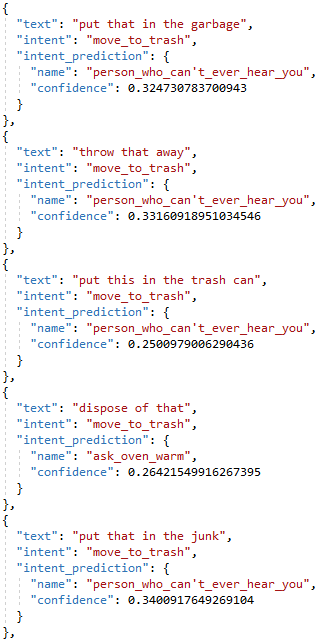 {
"text": "put that in the garbage",
"intent": "move_to_trash",
"intent_prediction": {
"name": "person_who_can't_ever_hear_you",
"confidence": 0.324730783700943
}
},
{
"text": "throw that away",
"intent": "move_to_trash",
"intent_prediction": {
"name": "person_who_can't_ever_hear_you",
"confidence": 0.33160918951034546
}
},
{
"text": "put this in the trash can",
"intent": "move_to_trash",
"intent_prediction": {
"name": "person_who_can't_ever_hear_you",
"confidence": 0.2500979006290436
}
},
{
"text": "dispose of that",
"intent": "move_to_trash",
"intent_prediction": {
"name": "ask_oven_warm",
"confidence": 0.26421549916267395
}
},
{
"text": "put that in the junk",
"intent": "move_to_trash",
"intent_prediction": {
"name": "person_who_can't_ever_hear_you",
"confidence": 0.3400917649269104
}
},